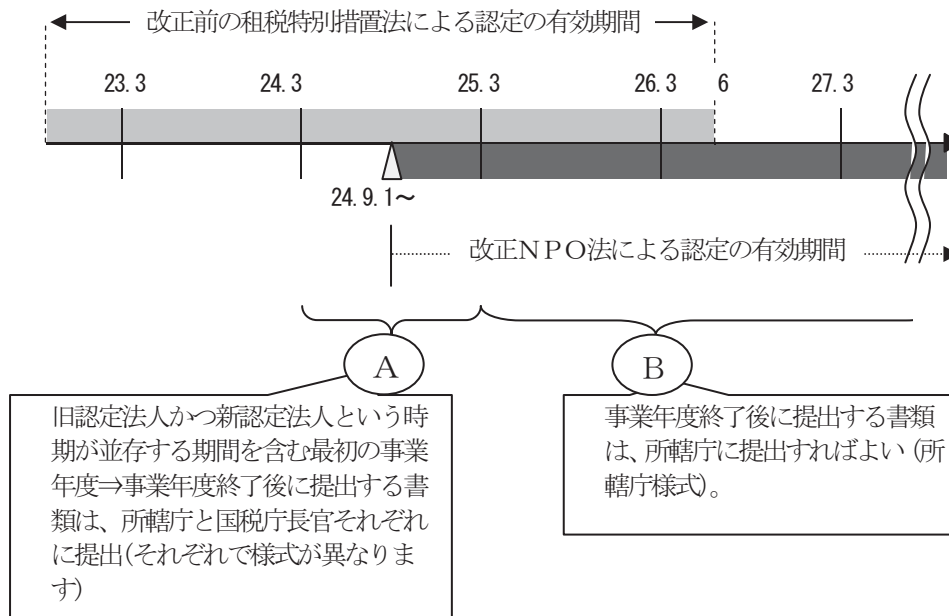 改正前の租税特別措置法による認定の有効期間
23.3 24.3 25.3 26.3 6 27.3
24.9.1～
改正NPO法による認定の有効期間
A
B
旧認定法人かつ新認定法人という時
期が並存する期間を含む最初の事業
年度⇒事業年度終了後に提出する書
類は、所轄庁と国税庁長官それぞれ
に提出(それぞれで様式が異なりま
す)
事業年度終了後に提出する書類
は、所轄庁に提出すればよい(所
轄庁様式)。